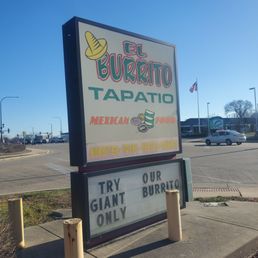 EL
BURRITO
TAPATIO
MEXICAN FOOD
TRY OUR
GIANT BURRITO
ONLY